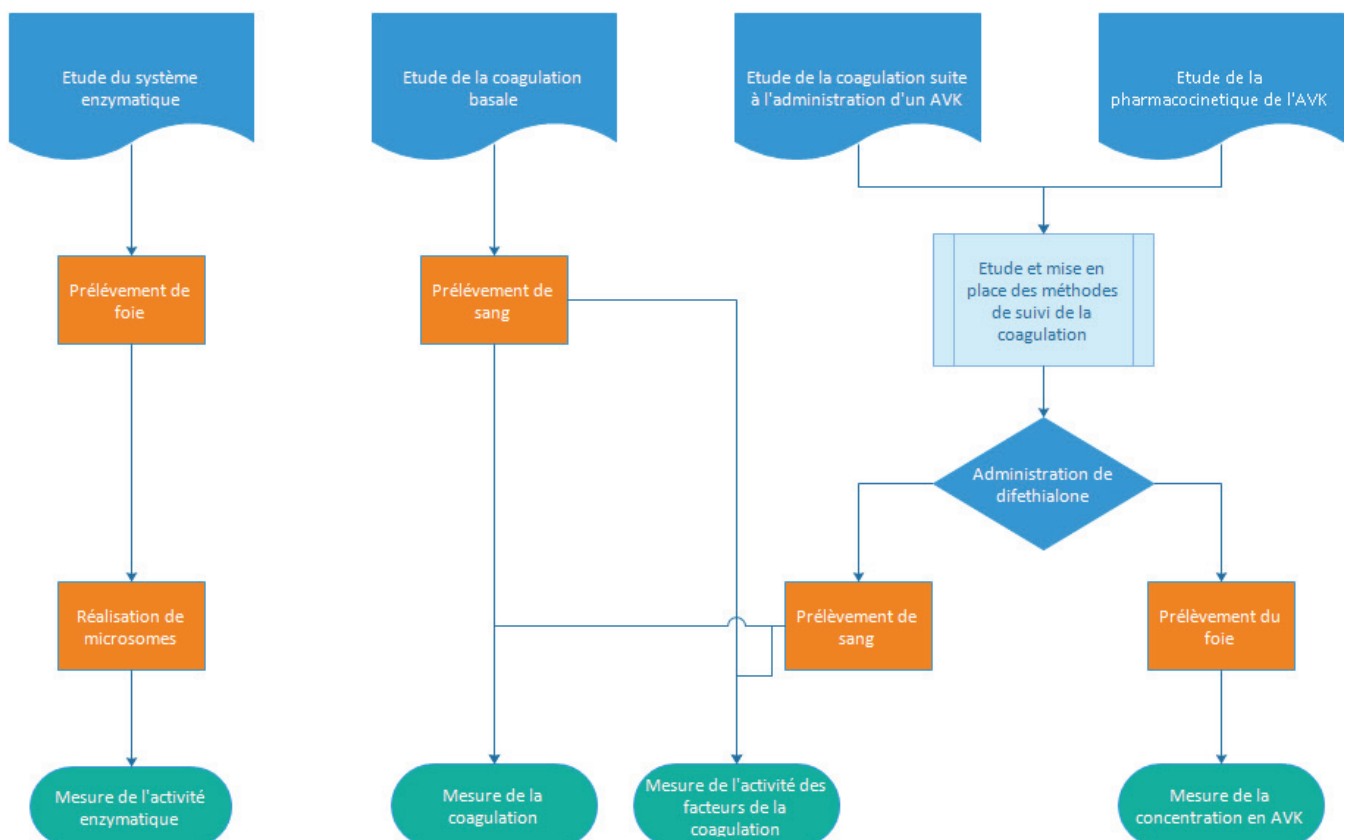 Etude du système
enzymatique
Etude de la coagulation
basale
Etude de la coagulation suite
à l'administration d'un AVK
Etude de la
pharmacocinetique de l'AVK
Prélévement de
foie
Prélévement de
sang
Etude et mise en
place des méthodes
de suivi de la
coagulation
Administration de
difethialone
Réalisation de
microsomes
Prélèvement de
sang
Prélèvement du
foie
Mesure de l'activité
enzymatique
Mesure de la
coagulation
Mesure de l'activité des
facteurs de la
coagulation
Mesure de la
concentration en AVK